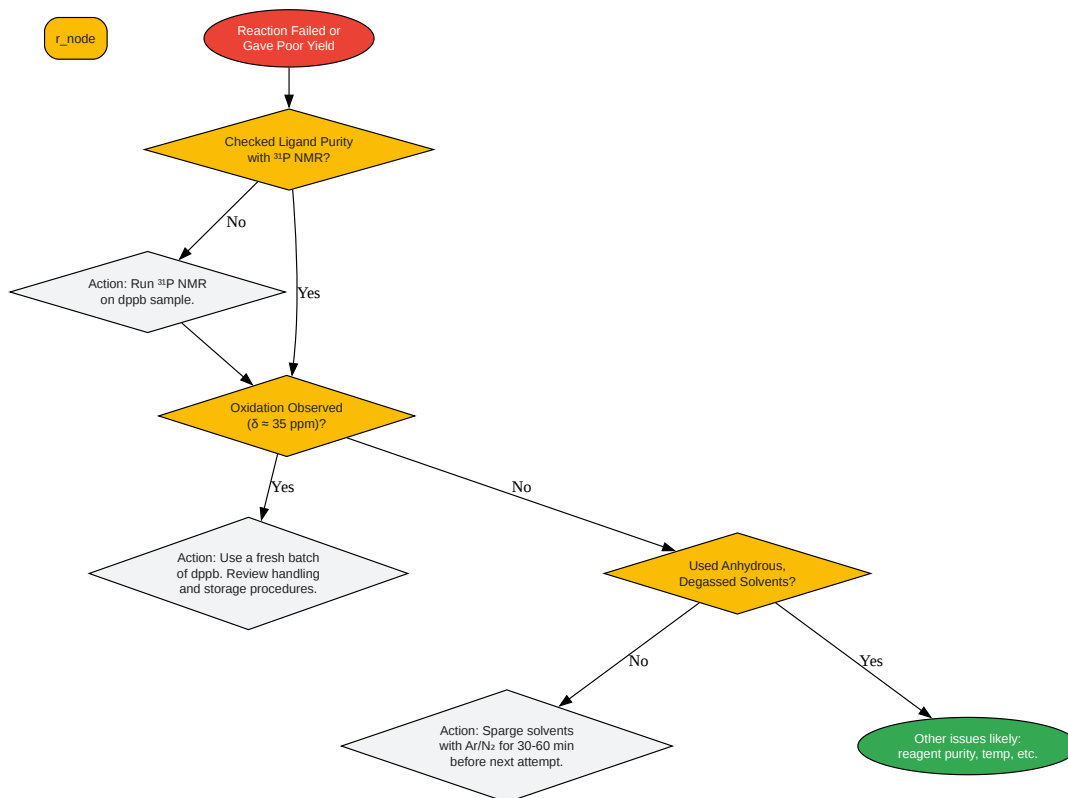 r_node
Reaction Failed or
Gave Poor Yield
Checked Ligand Purity
with ³¹P NMR?
No
Action: Run ³¹P NMR
on dppb sample.
Yes
Oxidation Observed
(δ ≈ 35 ppm)?
Yes
No
Action: Use a fresh batch
of dppb. Review handling
and storage procedures.
Used Anhydrous,
Degassed Solvents?
No
Yes
Action: Sparge solvents
with Ar/N₂ for 30-60 min
before next attempt.
Other issues likely:
reagent purity, temp, etc.